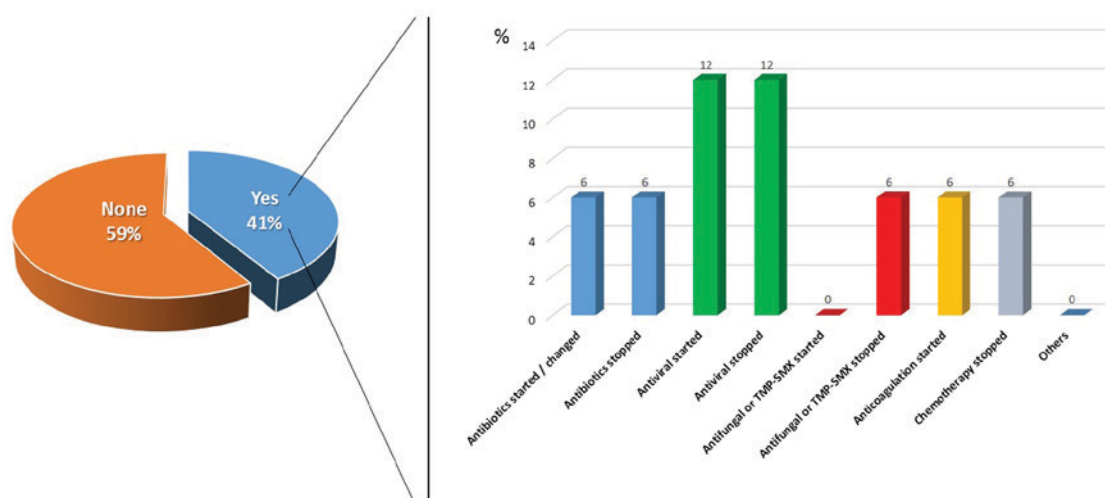 None
59%
Yes
41%
%
14
12
10
8
6
4
2
0
6
6
12
12
0
6
6
6
0
Antibiotics started / changed
Antibiotics stopped
Antiviral started
Antiviral stopped
Antifungal or TMP-SMX started
Antifungal or TMP-SMX stopped
Anticoagulation started
Chemotherapy stopped
Others